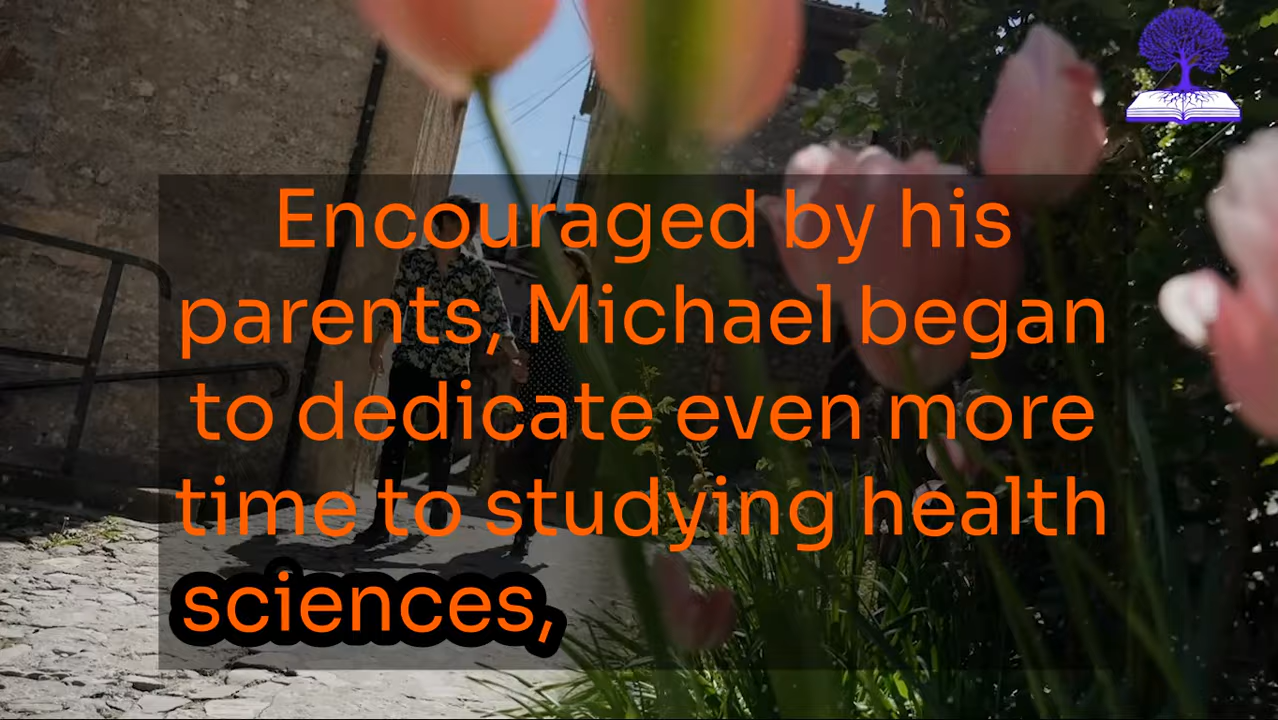 Encouraged by his
parents, Michael began
to dedicate even more
time to studying health
sciences,